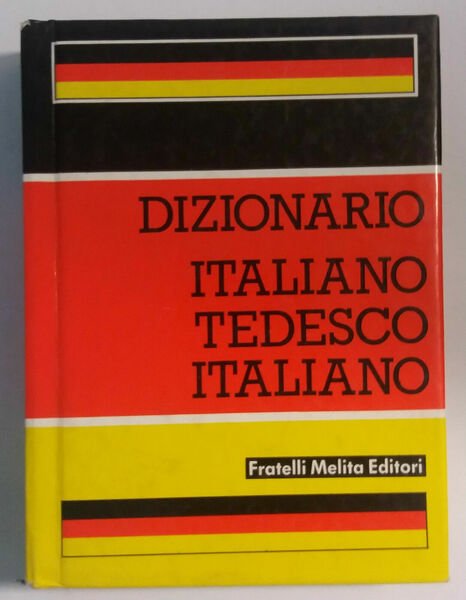 DIZIONARIO
ITALIANO
TEDESCO
ITALIANO
Fratelli Melita Editori